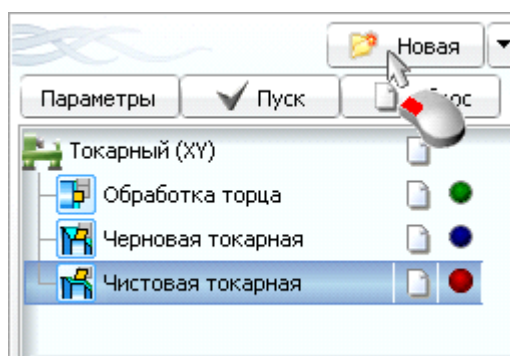 Новая
Параметры Пуск
Токарный (XY)
Обработка торца
Черновая токарная
Чистовая токарная